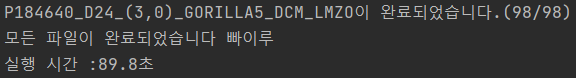 P184640_D24_(3,0)_GORILLA5_DCM_LMZO이 완료되었습니다.(98/98)
모든 파일이 완료되었습니다 빠이루
실행 시간 :89.8초